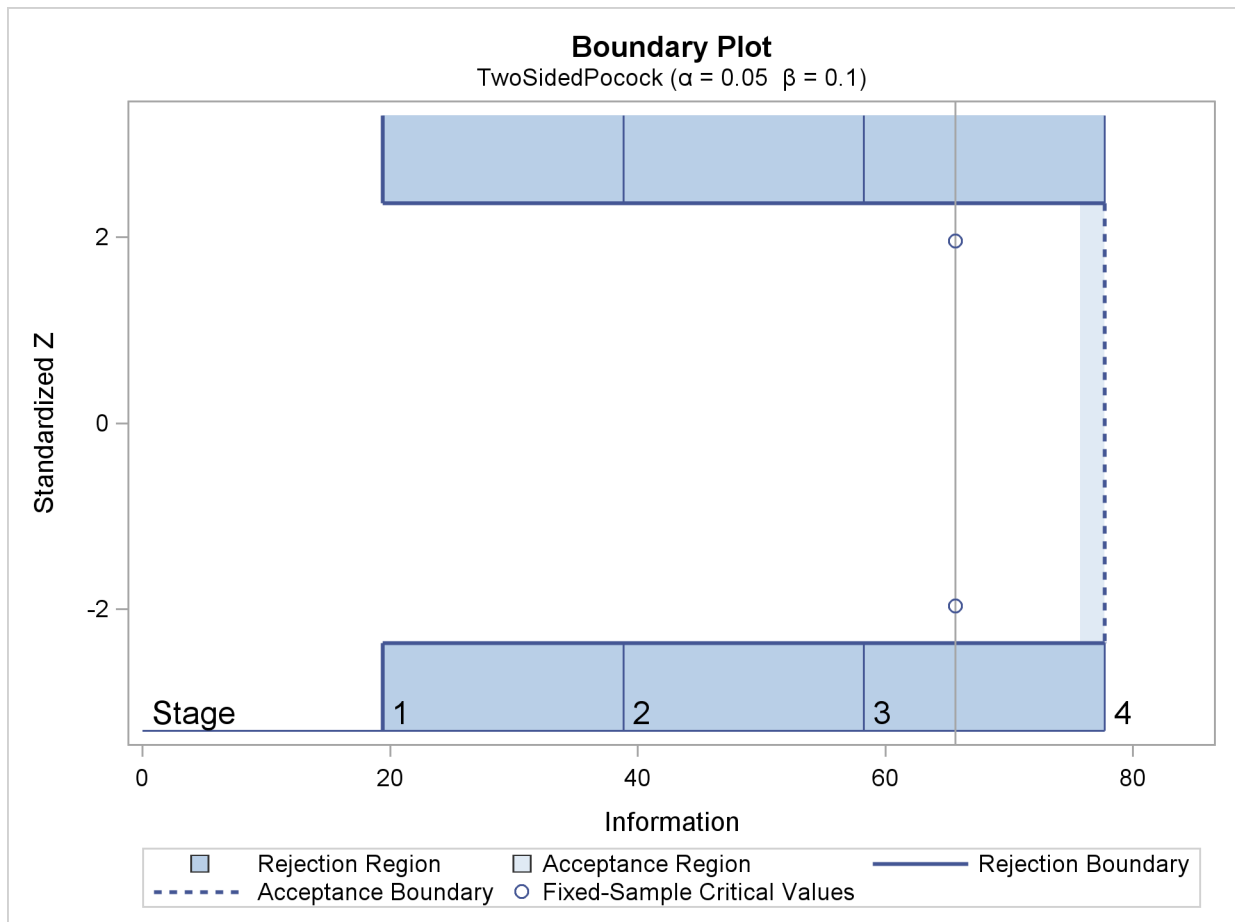 Boundary Plot
TwoSidedPocock (α = 0.05 β = 0.1)
Standardized Z
2
0
-2
Stage 1 2 3 4
0 20 40 60 80
Information
Rejection Region Acceptance Region Rejection Boundary
Acceptance Boundary Fixed-Sample Critical Values